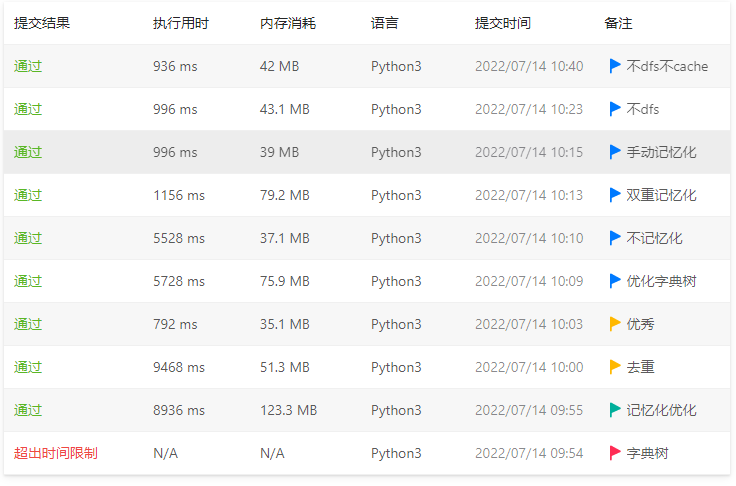 提交结果 执行用时 内存消耗 语言 提交时间 备注
通过 936 ms 42 MB Python3 2022/07/14 10:40 不dfs不cache
通过 996 ms 43.1 MB Python3 2022/07/14 10:23 不dfs
通过 996 ms 39 MB Python3 2022/07/14 10:15 手动记忆化
通过 1156 ms 79.2 MB Python3 2022/07/14 10:13 双重记忆化
通过 5528 ms 37.1 MB Python3 2022/07/14 10:10 不记忆化
通过 5728 ms 75.9 MB Python3 2022/07/14 10:09 优化字典树
通过 792 ms 35.1 MB Python3 2022/07/14 10:03 优秀
通过 9468 ms 51.3 MB Python3 2022/07/14 10:00 去重
通过 8936 ms 123.3 MB Python3 2022/07/14 09:55 记忆化优化
超出时间限制 N/A N/A Python3 2022/07/14 09:54 字典树